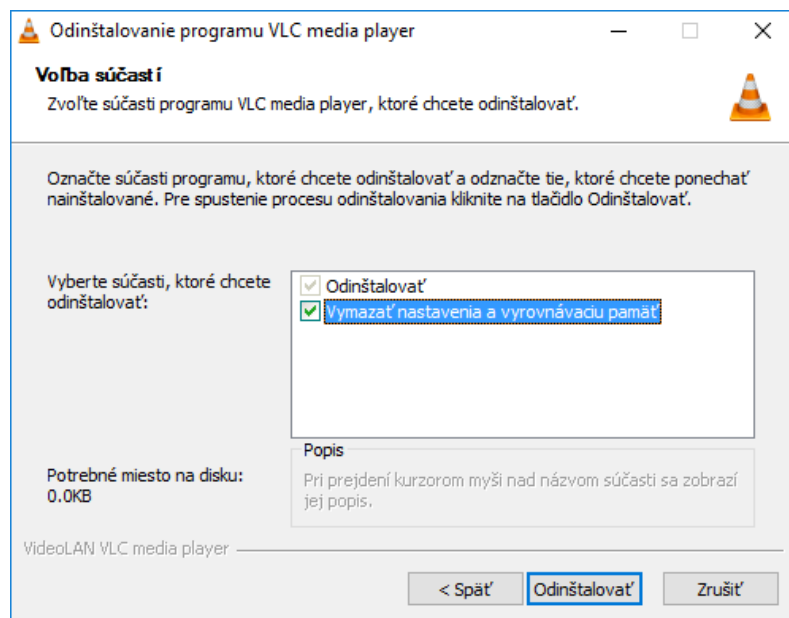 Odinštalovanie programu VLC media player
Voľba súčastí
Zvoľte súčasti programu VLC media player, ktoré chcete odinštalovať.
Označte súčasti programu, ktoré chcete odinštalovať a odznačte tie, ktoré chcete ponechať
nainštalované. Pre spustenie procesu odinštalovania kliknite na tlačidlo Odinštalovať.
Vyberte súčasti, ktoré chcete
odinštalovať:
Odinštalovať
Vymazať nastavenia a vyrovnávaciu pamäť
Potrebné miesto na disku:
0.0KB
Popis
Pri prejdení kurzorom myši nad názvom súčasti sa zobrazí
jej popis.
VideoLAN VLC media player
< Späť
Odinštalovať
Zrušiť